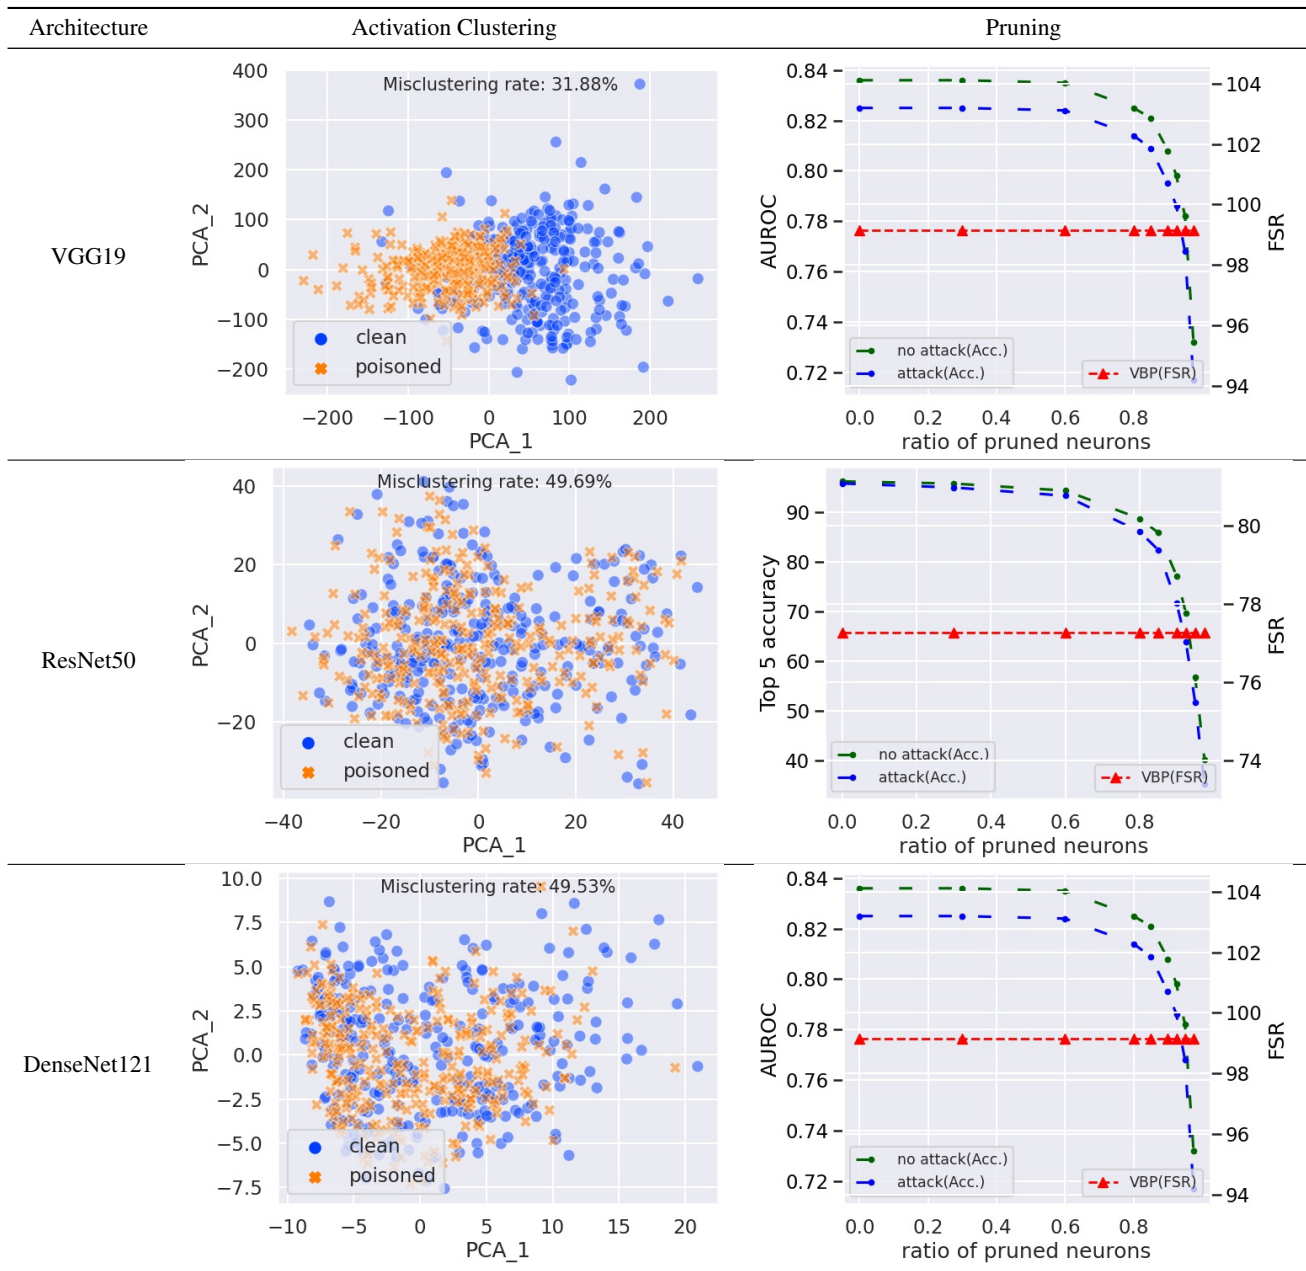 Architecture Activation Clustering Pruning
VGG19
Misclustering rate: 31.88%
400
300
200
100
0
−100
−200
PCA_2
clean
poisoned
−200 −100 0 100 200
PCA_1
0.84
0.82
0.80
0.78
0.76
0.74
0.72
AUROC
104
102
100
98
96
94
FSR
no attack(Acc.)
attack(Acc.)
VBP(FSR)
0.0 0.2 0.4 0.6 0.8
ratio of pruned neurons
ResNet50
Misclustering rate: 49.69%
40
20
0
−20
PCA_2
clean
poisoned
−40 −20 0 20 40
PCA_1
90
80
70
60
50
40
Top 5 accuracy
80
78
76
74
FSR
no attack(Acc.)
attack(Acc.)
VBP(FSR)
0.0 0.2 0.4 0.6 0.8
ratio of pruned neurons
DenseNet121
Misclustering rate: 49.53%
10.0
7.5
5.0
2.5
0.0
−2.5
−5.0
−7.5
PCA_2
clean
poisoned
−10 −5 0 5 10 15 20
PCA_1
0.84
0.82
0.80
0.78
0.76
0.74
0.72
AUROC
104
102
100
98
96
94
FSR
no attack(Acc.)
attack(Acc.)
VBP(FSR)
0.0 0.2 0.4 0.6 0.8
ratio of pruned neurons